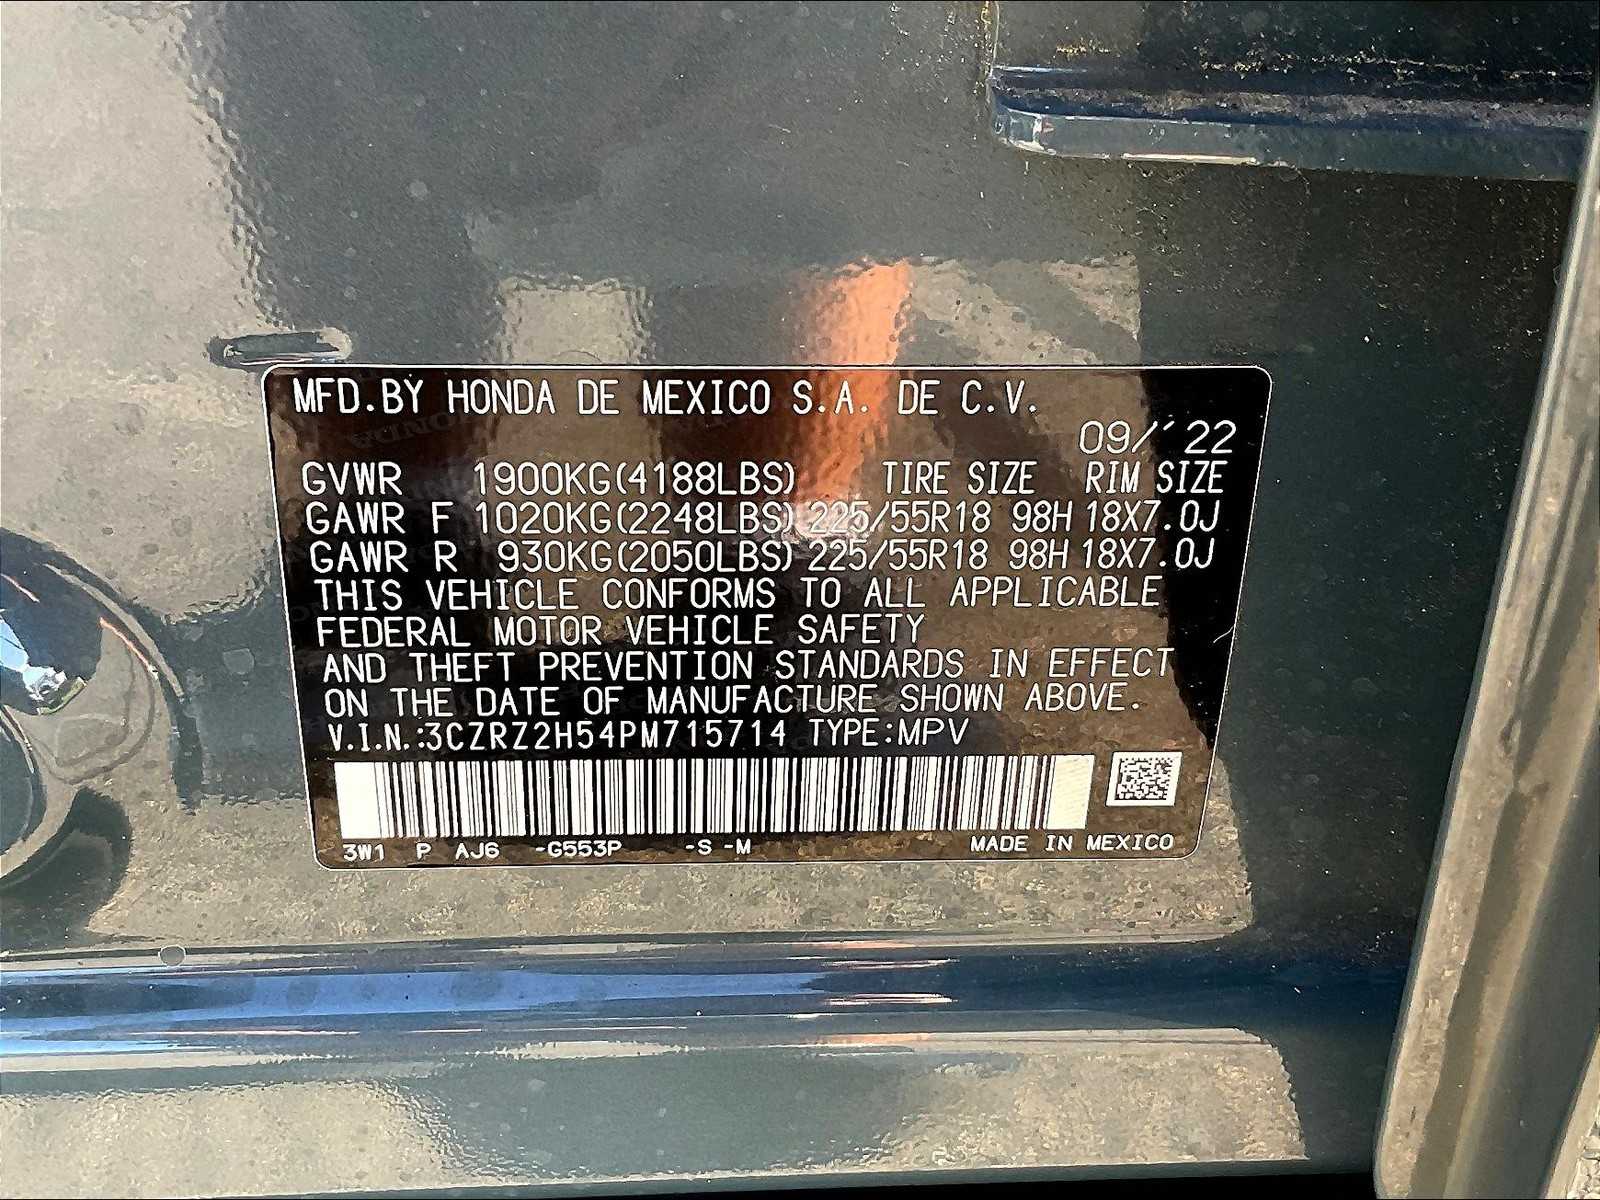 MFD.BY HONDA DE MEXICO S.A. DE C.V.
09/'22
GVWR 1900KG(4188LBS) TIRE SIZE RIM SIZE
GAWR F 1020KG(2248LBS) 225/55R18 98H 18X7.0J
GAWR R 930KG(2050LBS) 225/55R18 98H 18X7.0J
THIS VEHICLE CONFORMS TO ALL APPLICABLE
FEDERAL MOTOR VEHICLE SAFETY
AND THEFT PREVENTION STANDARDS IN EFFECT
ON THE DATE OF MANUFACTURE SHOWN ABOVE.
V.I.N.:3CZRZ2H54PM715714 TYPE:MPV
3W1 P AJ6 -G553P -S -M MADE IN MEXICO